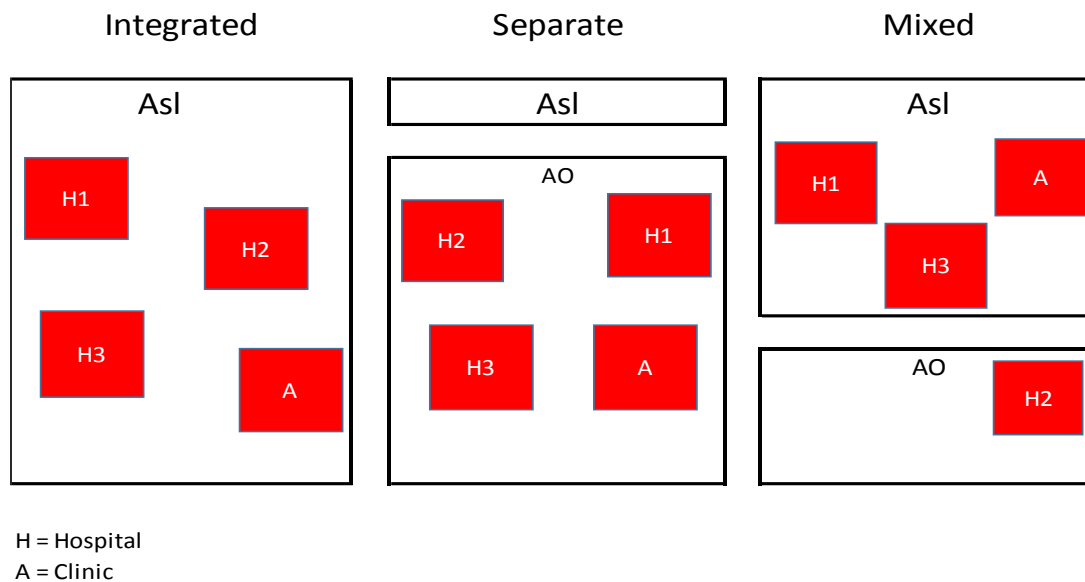 Integrated
Separate
Mixed
Asl
H1
H2
H3
A
Asl
AO
H2
H1
H3
A
Asl
H1
A
H3
AO
H2
H = Hospital
A = Clinic